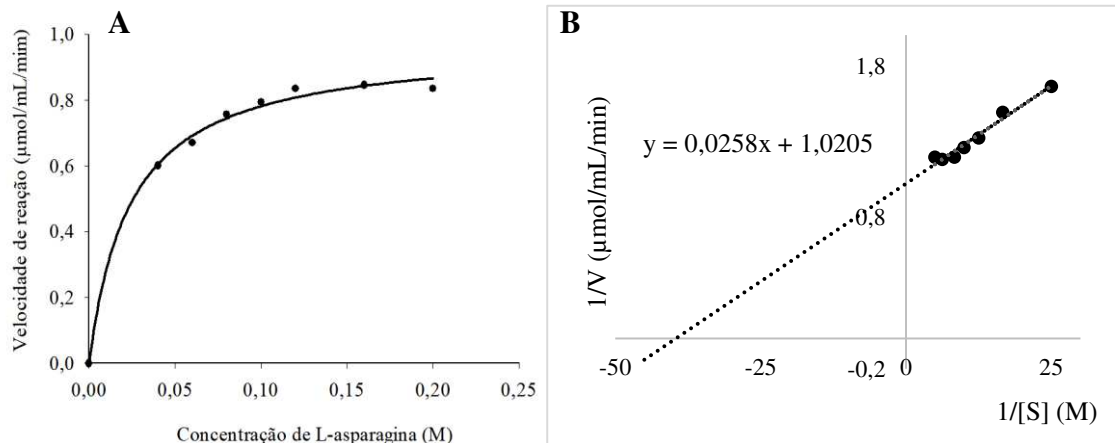 A
Velocidade de reação (µmol/mL/mim)
1,0
0,8
0,6
0,4
0,2
0,0
0,00 0,05 0,10 0,15 0,20 0,25
Concentração de L-asparagina (M)
B
1/V (µmol/mL/min)
1,8
y = 0,0258x + 1,0205
0,8
-0,2
-50 -25 0 25
1/[S] (M)